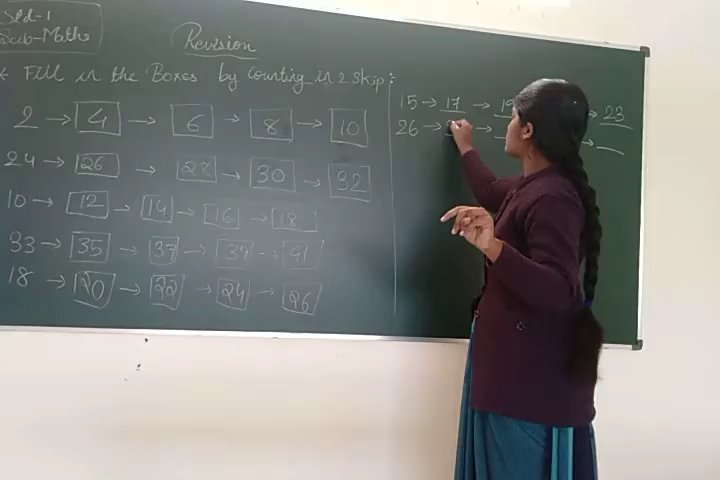 Std-1
Sub-Maths
Revision
Fill in the Boxes by counting in 2 skip:
2 → 4 → 6 → 8 → 10
24 → 26 → 28 → 30 → 32
10 → 12 → 14 → 16 → 18
33 → 35 → 37 → 39 → 41
18 → 20 → 22 → 24 → 26
15 → 17 → 19 → 23
26 → → →